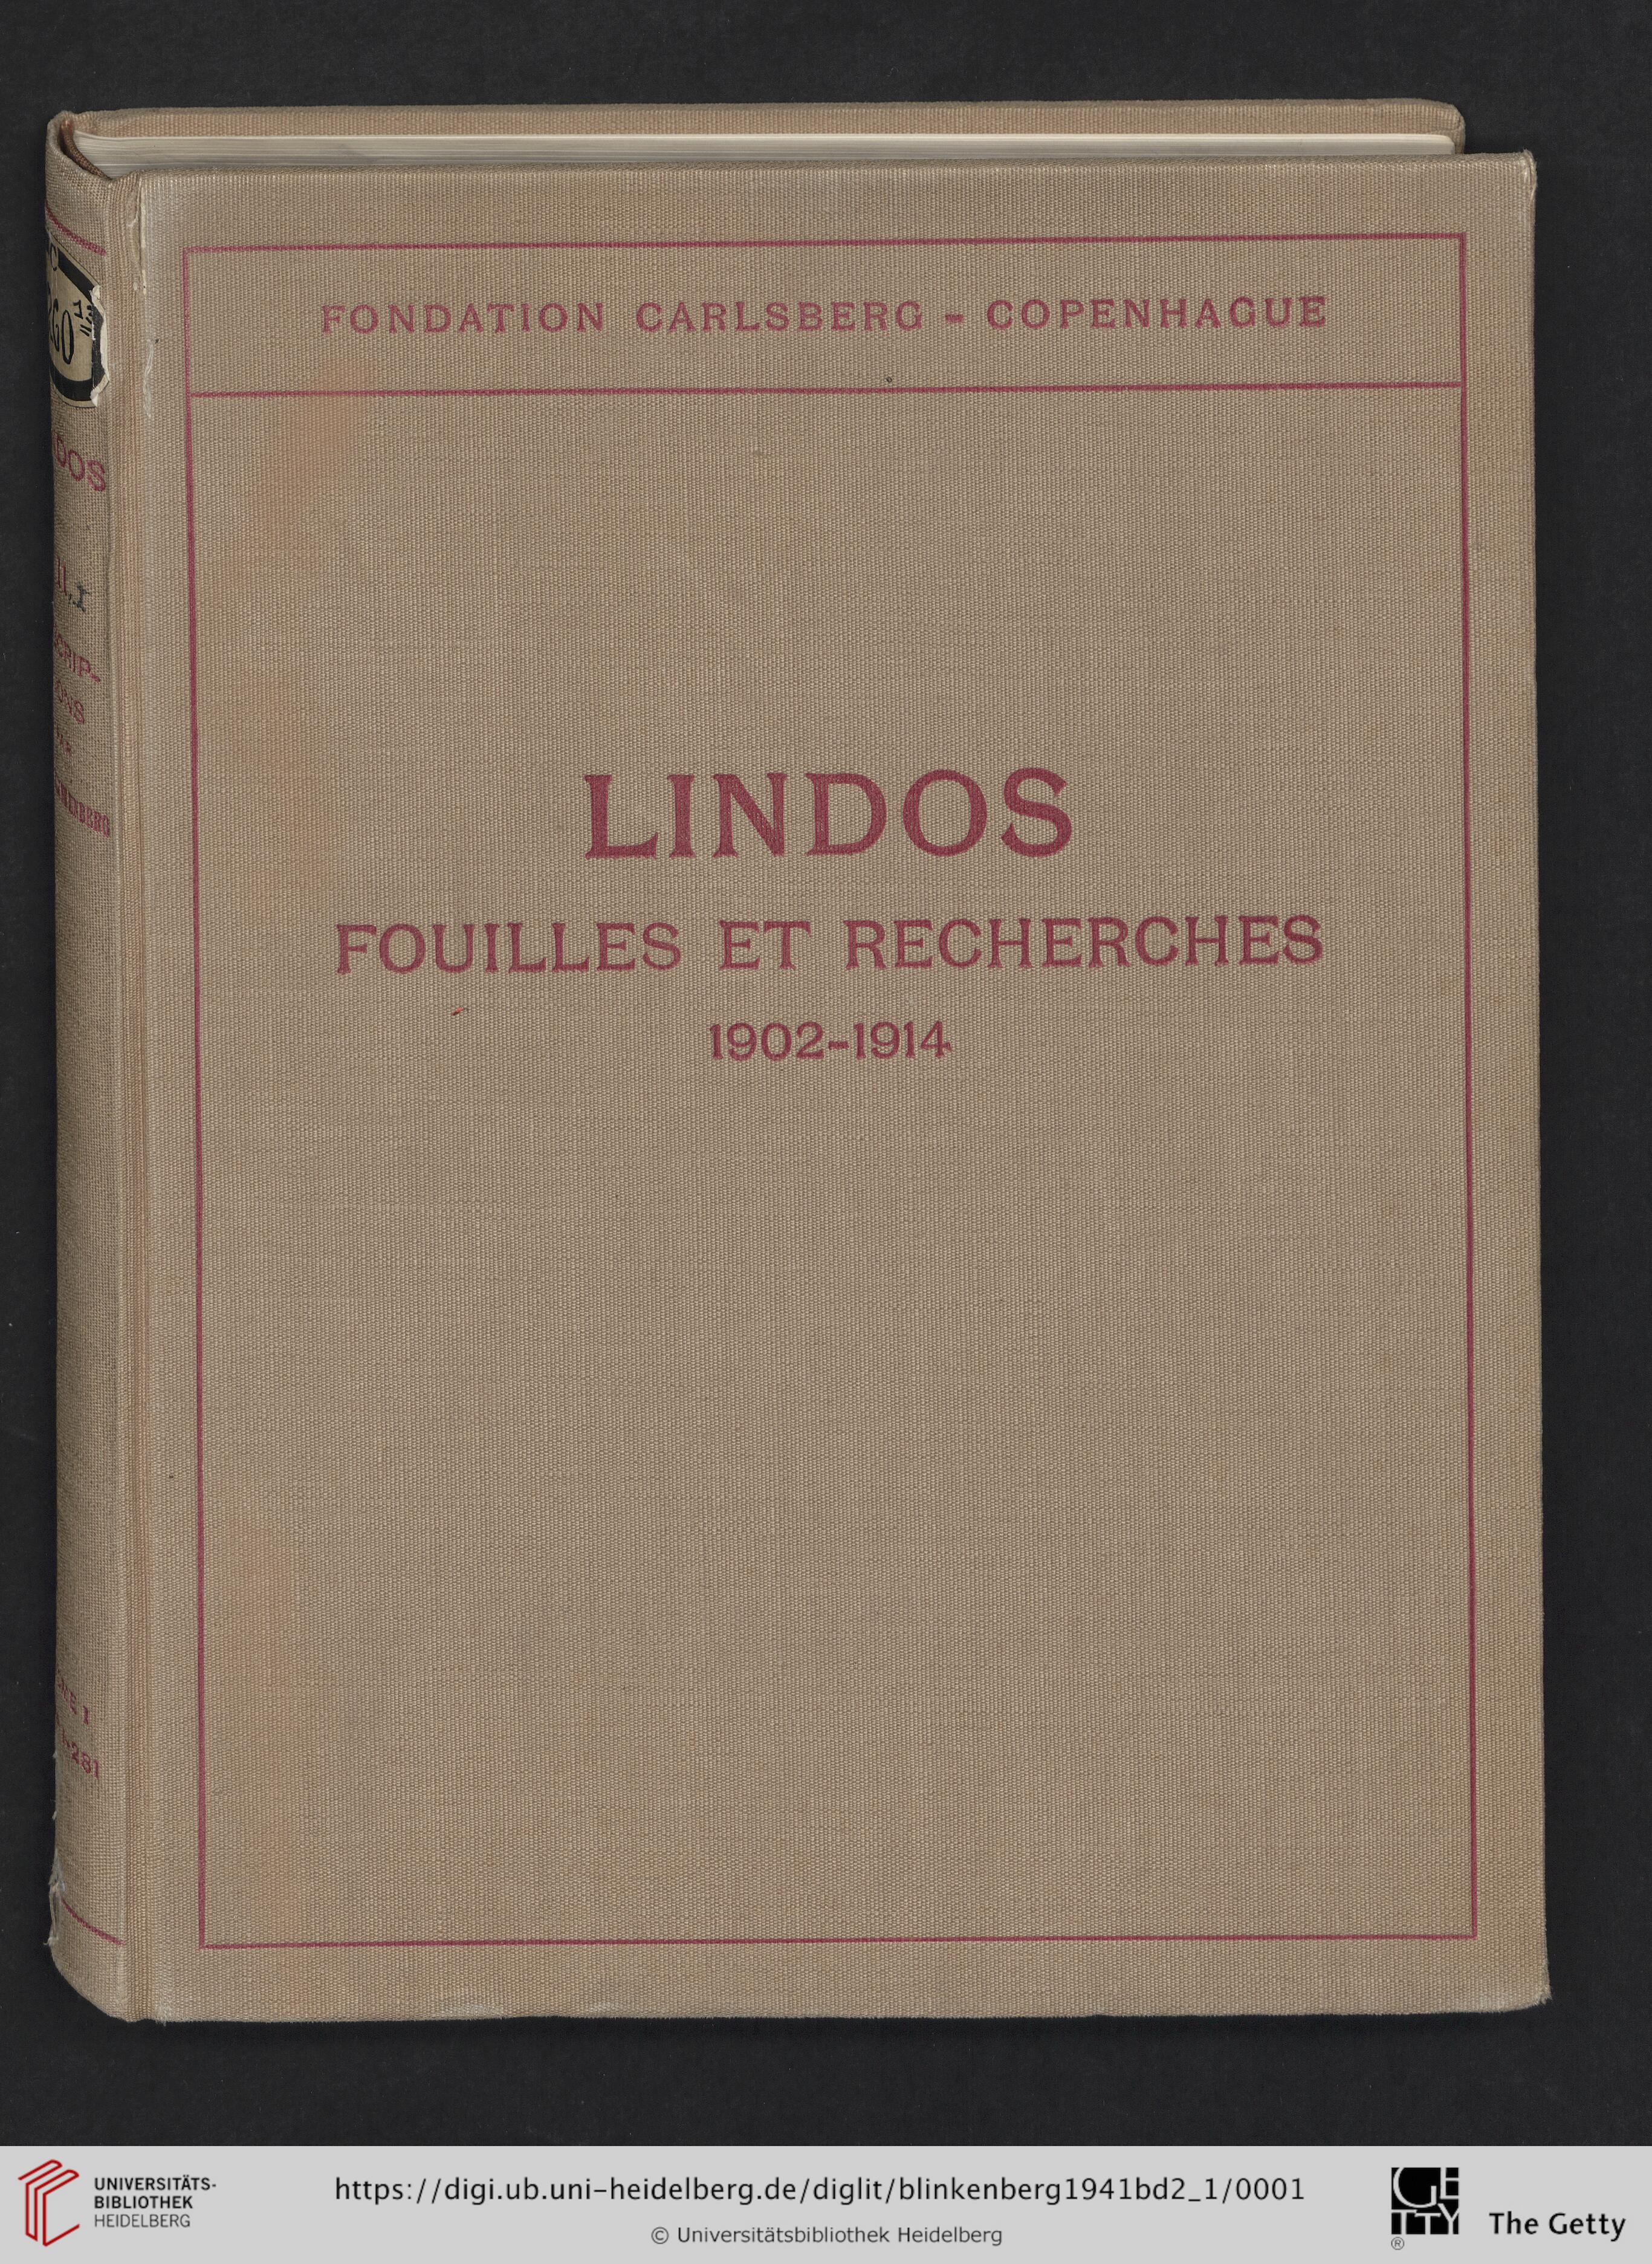 FONDATION CARLSBERG - COPENHAGUE
LINDOS
FOUILLES ET RECHERCHES
1902-1914
UNIVERSITÄTS-
BIBLIOTHEK
HEIDELBERG
https://digi.ub.uni-heidelberg.de/diglit/blinkenberg1941bd2_1/0001
© Universitätsbibliothek Heidelberg
GETTY
®
The Getty